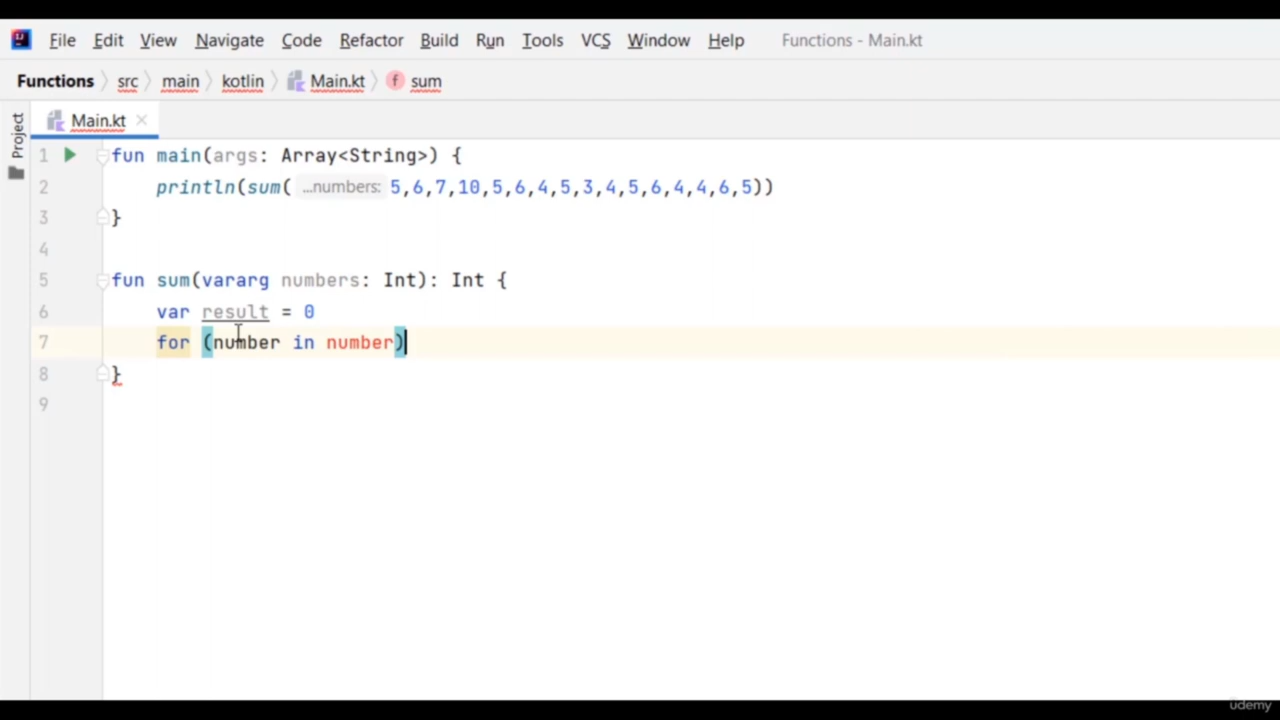 File Edit View Navigate Code Refactor Build Run Tools VCS Window Help Functions - Main.kt
Functions src main kotlin Main.kt f sum
Project
Main.kt
1 fun main(args: Array<String>) {
2 println(sum( ...numbers: 5,6,7,10,5,6,4,5,3,4,5,6,4,4,6,5))
3 }
4
5 fun sum(vararg numbers: Int): Int {
6 var result = 0
7 for (number in number)
8 }
9
udemy